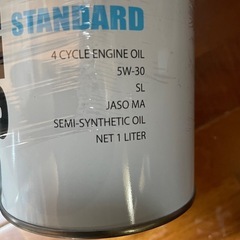 STANDARD
4 CYCLE ENGINE OIL
5W-30
SL
JASO MA
SEMI-SYNTHETIC OIL
NET 1 LITER